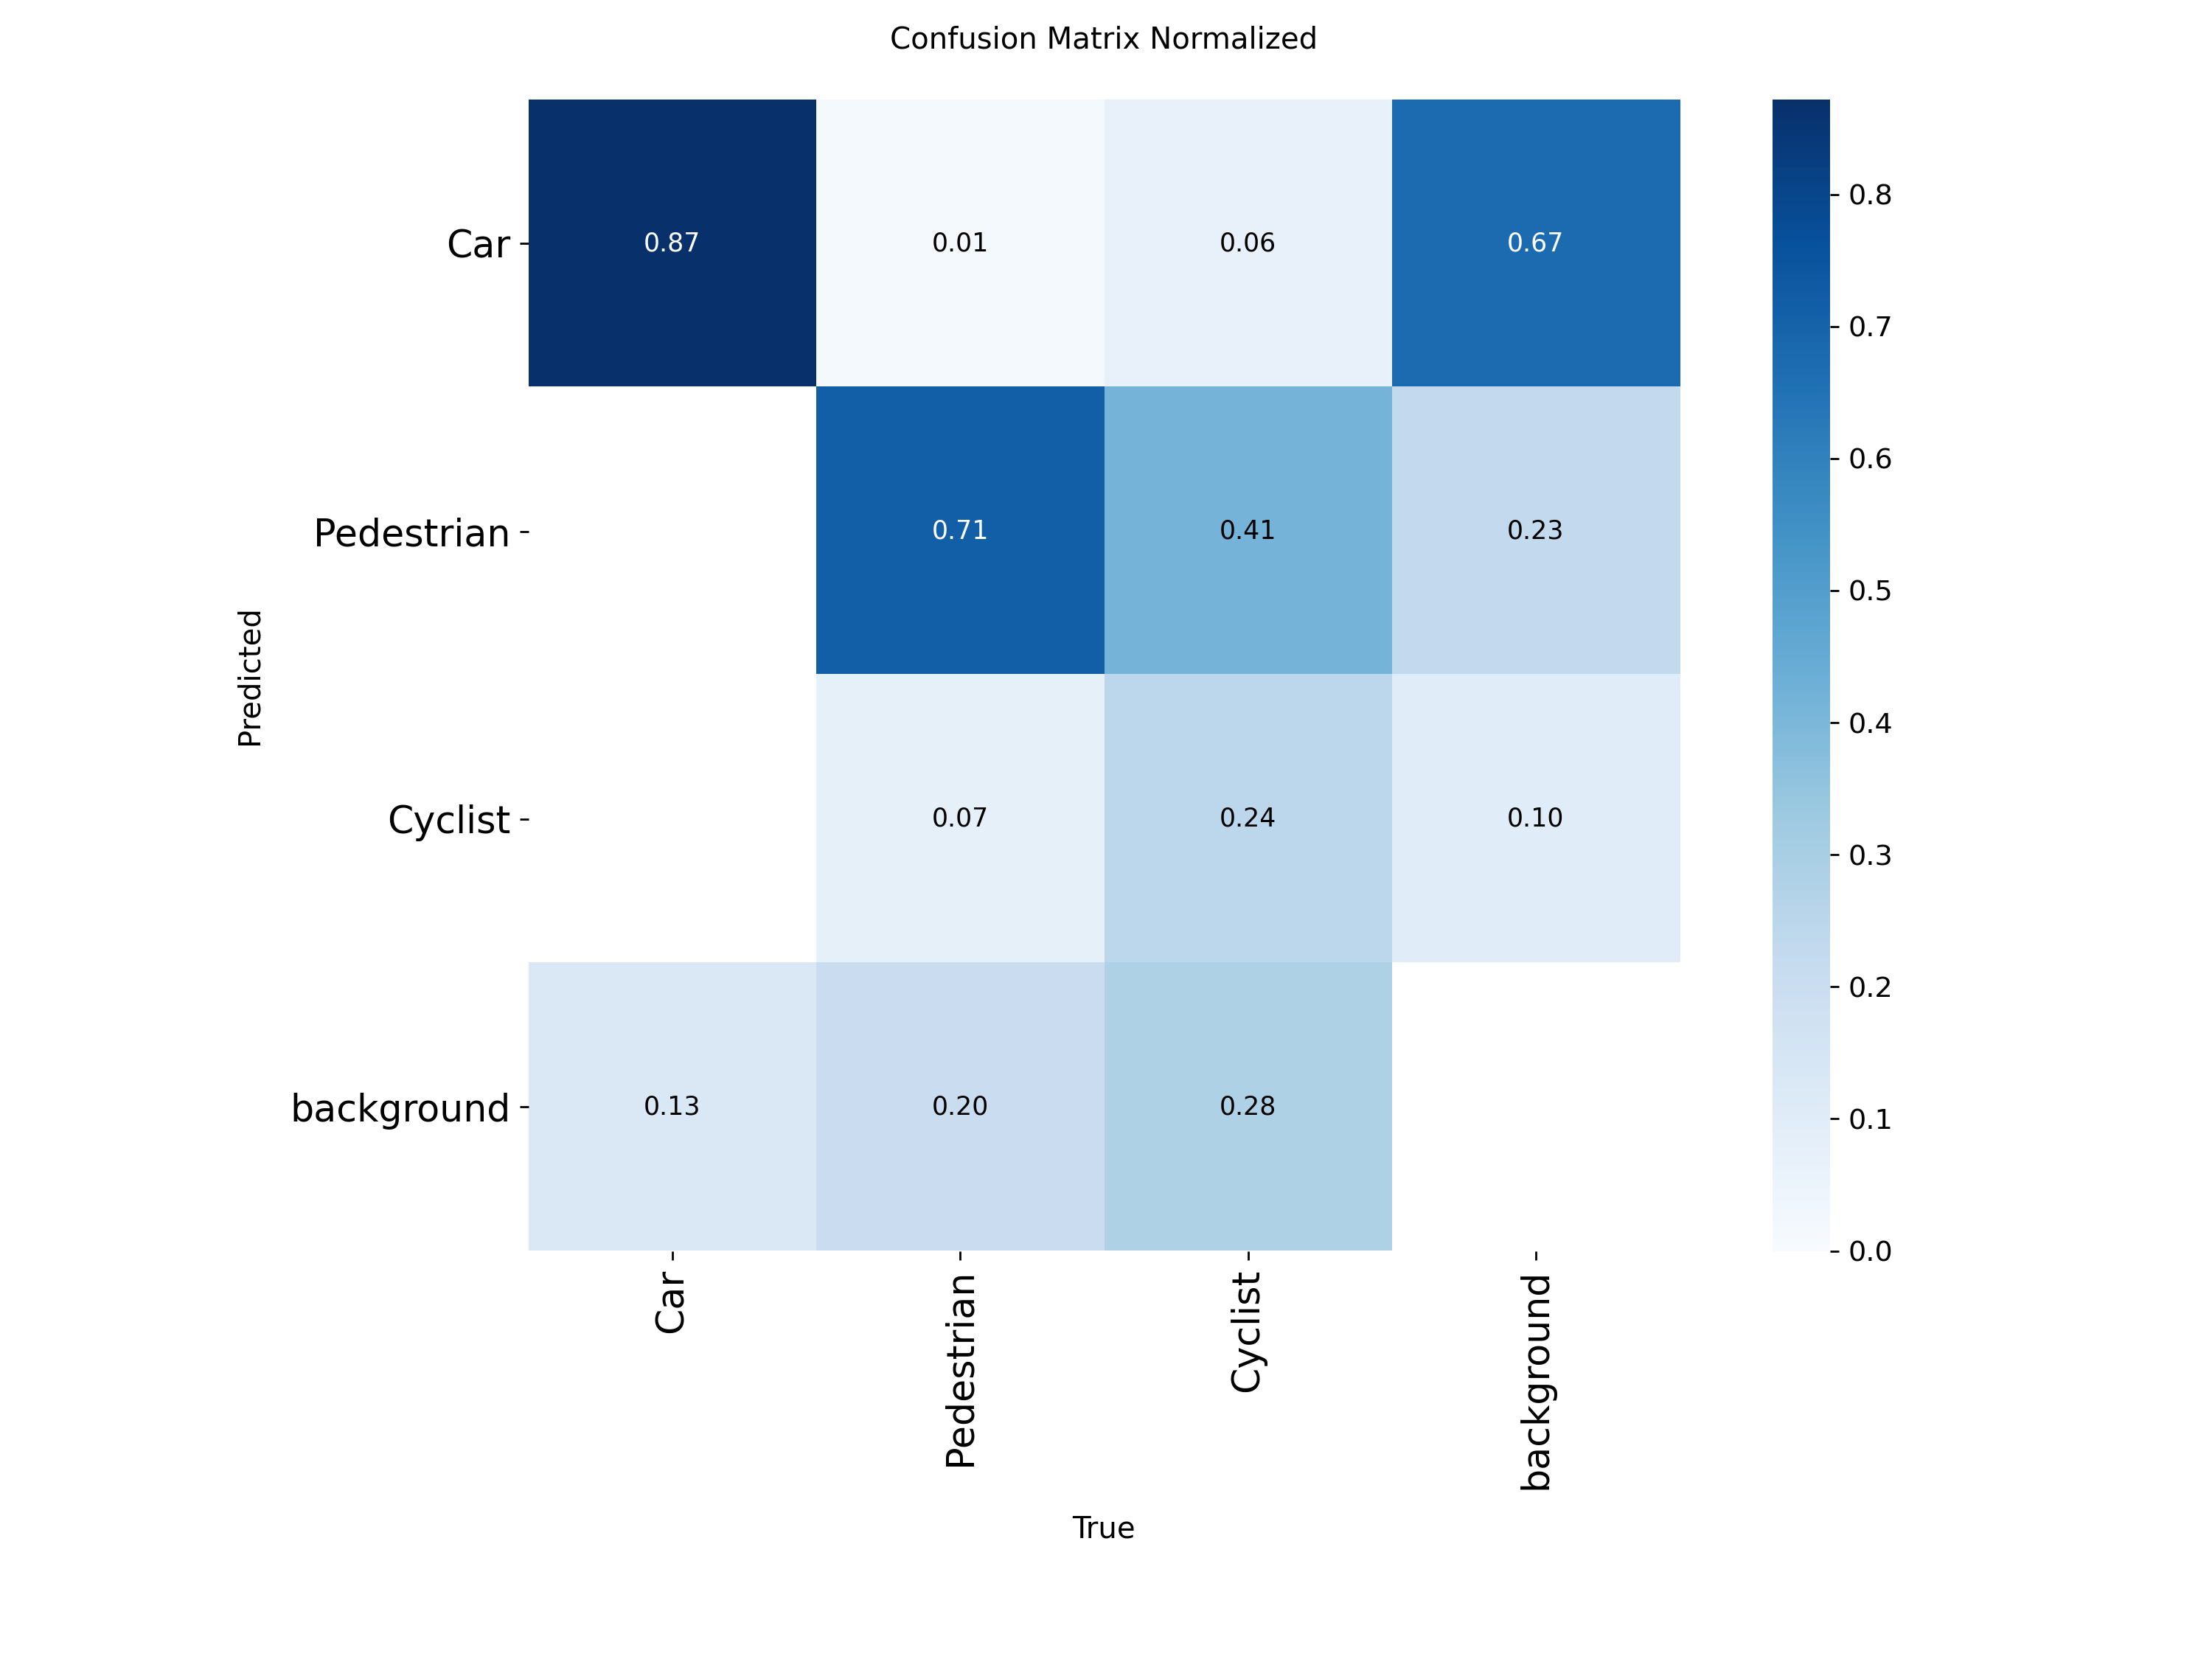 Confusion Matrix Normalized
Car
0.87
0.01
0.06
0.67
Pedestrian
0.71
0.41
0.23
Cyclist
0.07
0.24
0.10
background
0.13
0.20
0.28
Predicted
Car
Pedestrian
Cyclist
background
True
0.8
0.7
0.6
0.5
0.4
0.3
0.2
0.1
0.0